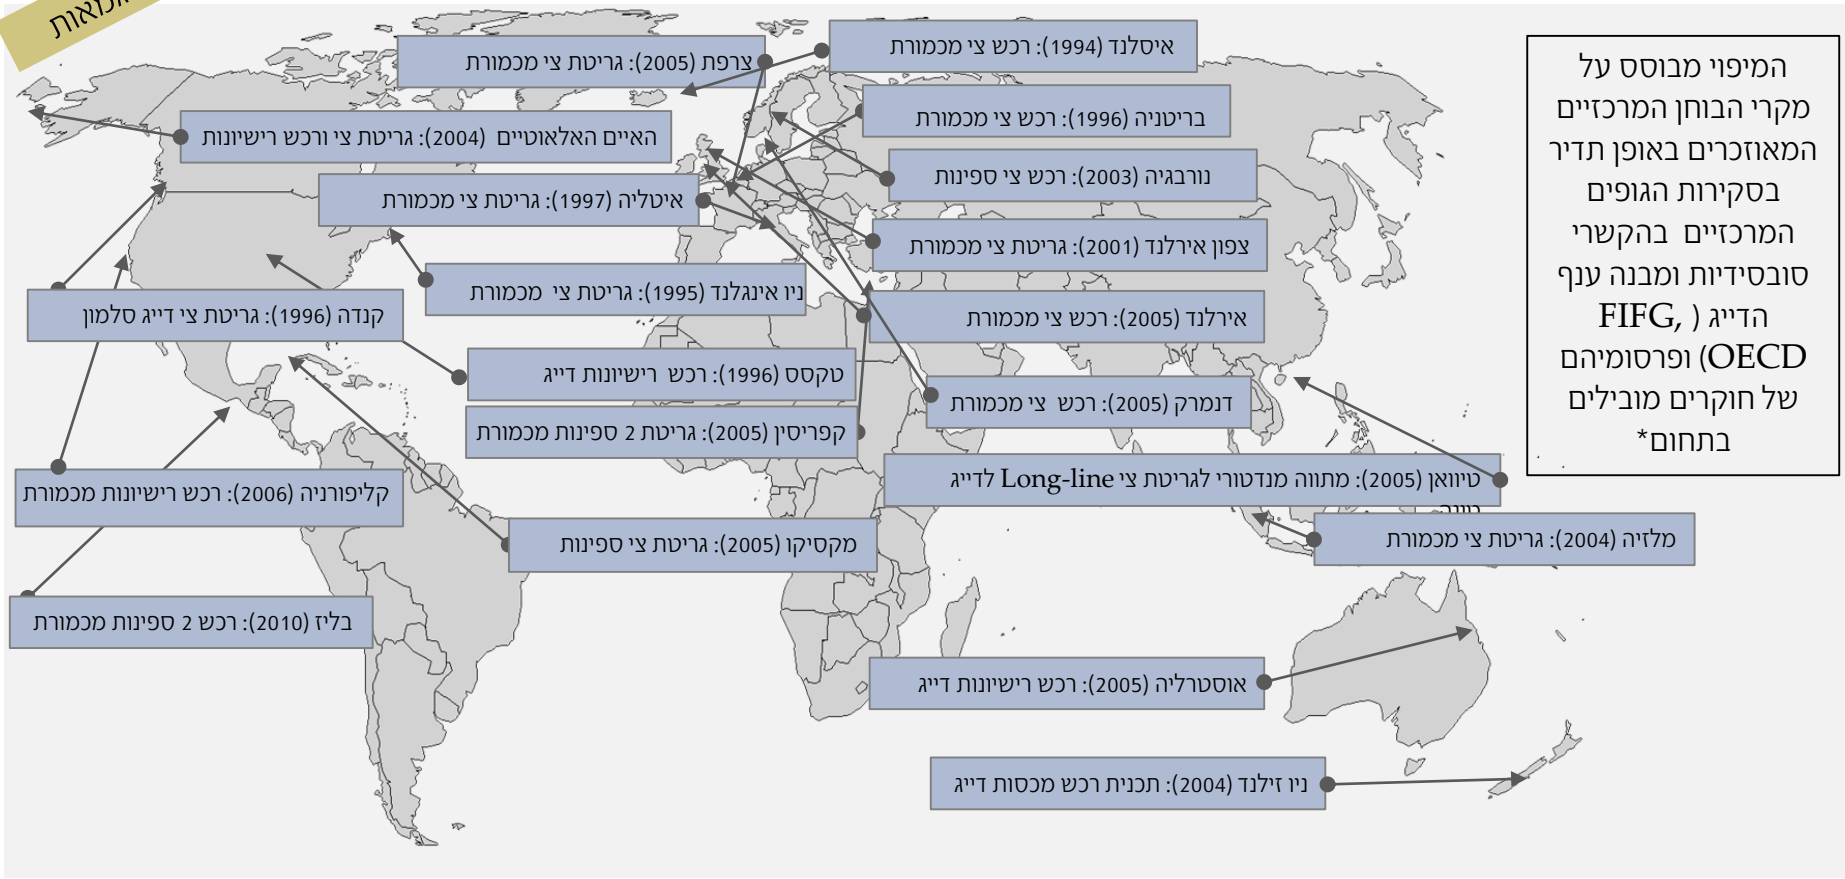 איסלנד (1994): רכש צי מכמורת
צרפת (2005): גריטת צי מכמורת
בריטניה (1996): רכש צי מכמורת
האיים האלאוטיים (2004): גריטת צי ורכש רישיונות
נורבגיה (2003): רכש צי ספינות
איטליה (1997): גריטת צי מכמורת
צפון אירלנד (2001): גריטת צי מכמורת
ניו אינגלנד (1995): גריטת צי מכמורת
קנדה (1996): גריטת צי דייג סלמון
אירלנד (2005): רכש צי מכמורת
טקסס (1996): רכש רישיונות דייג
דנמרק (2005): רכש צי מכמורת
קפריסין (2005): גריטת 2 ספינות מכמורת
קליפורניה (2006): רכש רישיונות מכמורת
טיוואן (2005): מתווה מנדטורי לגריטת צי Long-line לדייג
מקסיקו (2005): גריטת צי ספינות
מלזיה (2004): גריטת צי מכמורת
בליז (2010): רכש 2 ספינות מכמורת
אוסטרליה (2005): רכש רישיונות דייג
ניו זילנד (2004): תכנית רכש מכסות דייג
המיפוי מבוסס על
מקרי הבוחן המרכזיים
המאוזכרים באופן תדיר
בסקירות הגופים
המרכזיים בהקשרי
סובסידיות ומבנה ענף
הדייג ( FIFG,
OECD) ופרסומיהם
של חוקרים מובילים
בתחום*